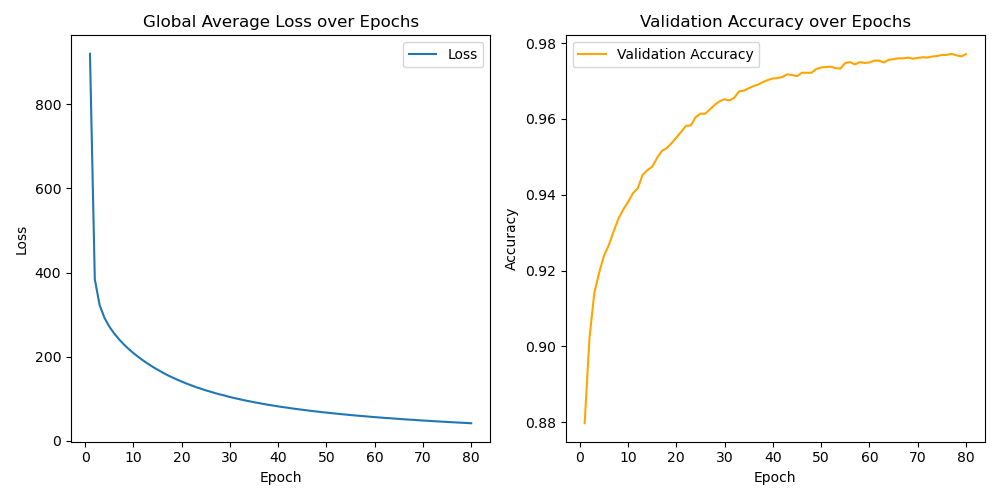 Global Average Loss over Epochs
Loss
800
600
400
200
0
Loss
0 10 20 30 40 50 60 70 80
Epoch
Validation Accuracy over Epochs
Validation Accuracy
0.98
0.96
0.94
0.92
0.90
0.88
Accuracy
0 10 20 30 40 50 60 70 80
Epoch